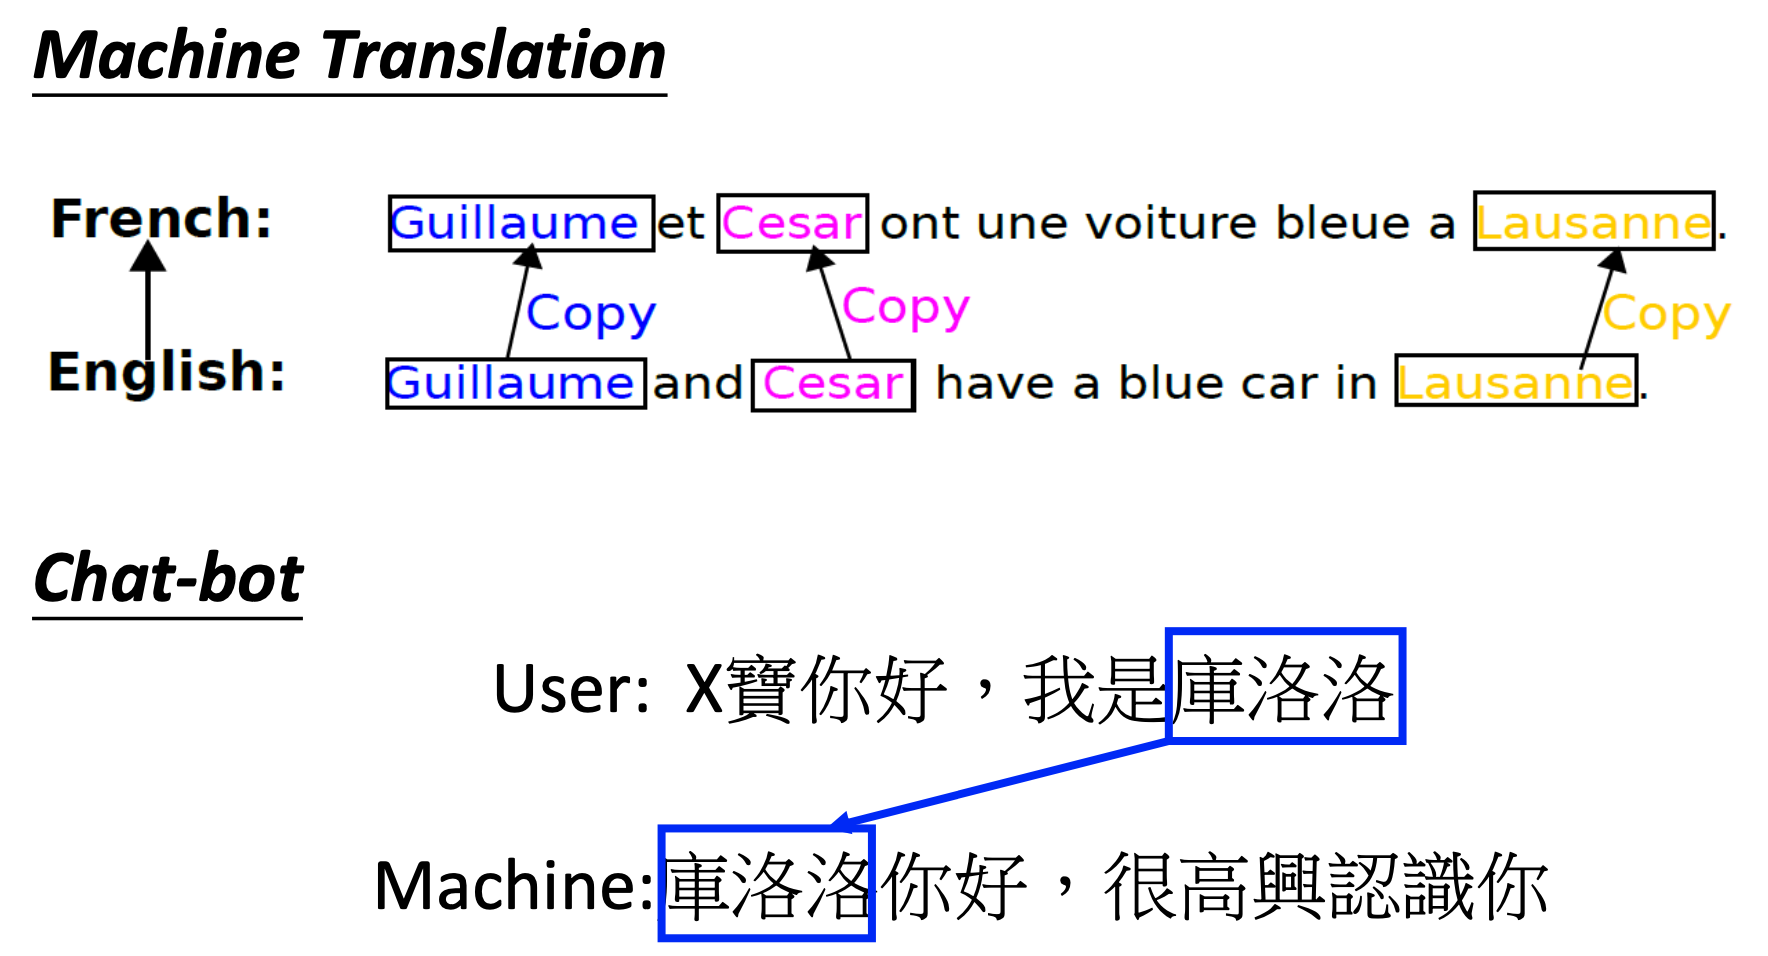 Machine Translation
French: Guillaume et Cesar ont une voiture bleue a Lausanne.
Copy Copy Copy
English: Guillaume and Cesar have a blue car in Lausanne.
Chat-bot
User: X寶你好，我是庫洛洛
Machine:庫洛洛你好，很高興認識你